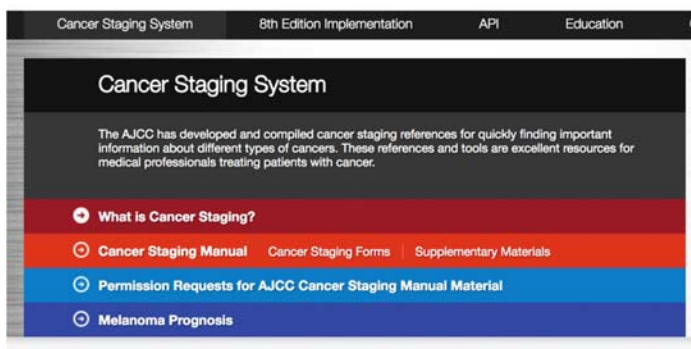 Cancer Staging System 8th Edition Implementation API Education
Cancer Staging System
The AJCC has developed and compiled cancer staging references for quickly finding important
information about different types of cancers. These references and tools are excellent resources for
medical professionals treating patients with cancer.
What is Cancer Staging?
Cancer Staging Manual Cancer Staging Forms Supplementary Materials
Permission Requests for AJCC Cancer Staging Manual Material
Melanoma Prognosis